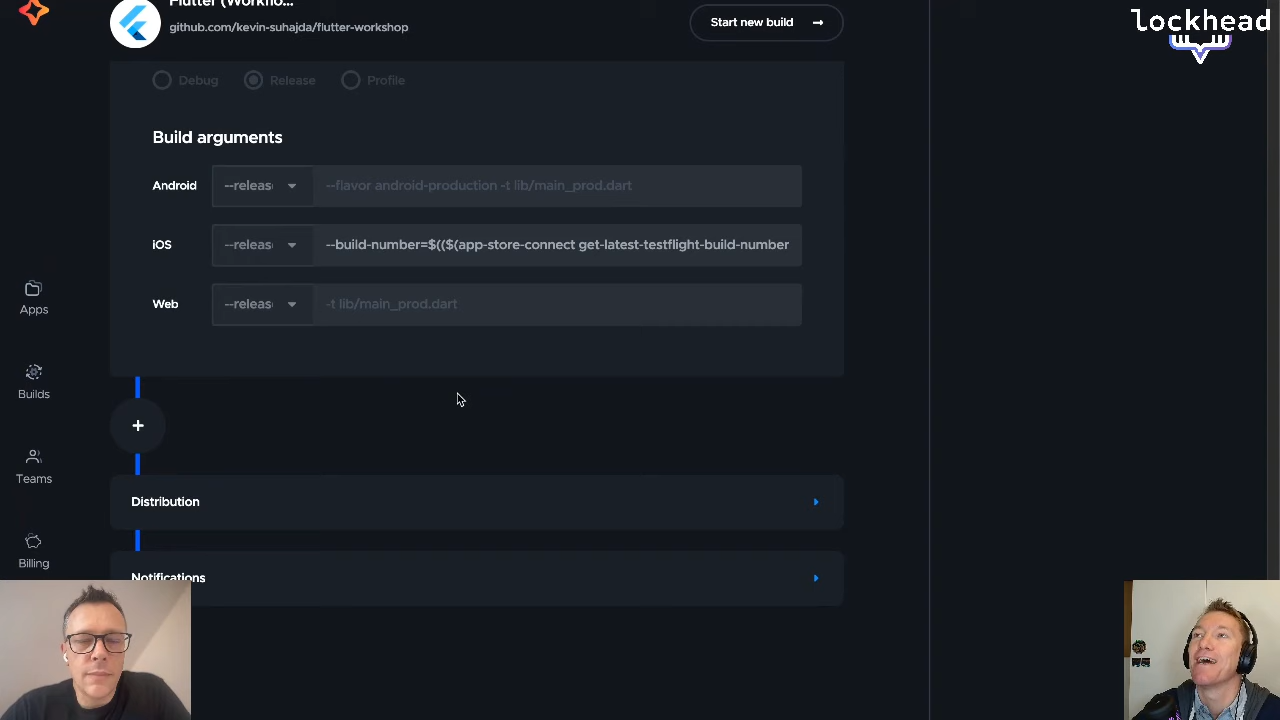 Flutter (Workflo...
github.com/kevin-suhajda/flutter-workshop
Start new build
lockhead
Debug
Release
Profile
Build arguments
Android
--releas
--flavor android-production -t lib/main_prod.dart
iOS
--releas
--build-number=$(($(app-store-connect get-latest-testflight-build-number
Web
--releas
-t lib/main_prod.dart
Apps
Builds
Teams
Billing
Distribution
Notifications